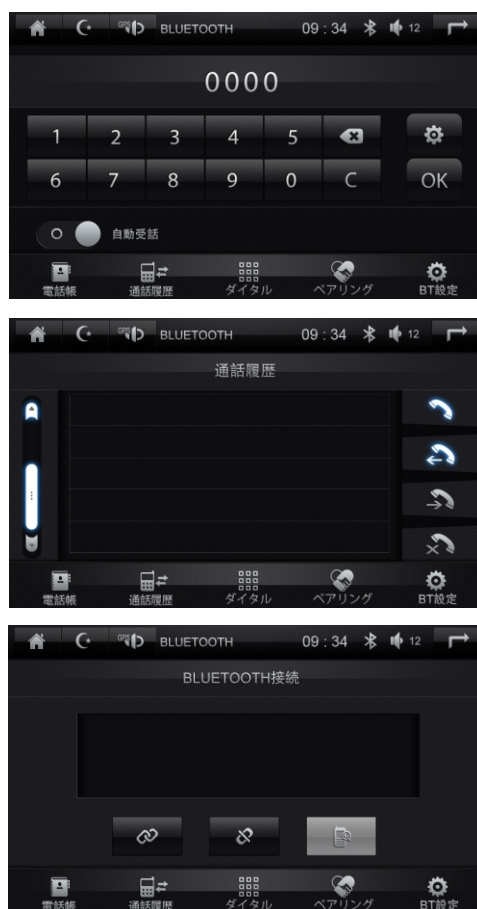 GPS BLUETOOTH 09 : 34 12
0000
1 2 3 4 5
OK
6 7 8 9 0 C
自動受話
電話帳 通話履歴 ダイタル ペアリング BT設定
GPS BLUETOOTH 09 : 34 12
通話履歴
電話帳 通話履歴 ダイタル ペアリング BT設定
GPS BLUETOOTH 09 : 34 12
BLUETOOTH接続
電話帳 通話履歴 ダイタル ペアリング BT設定